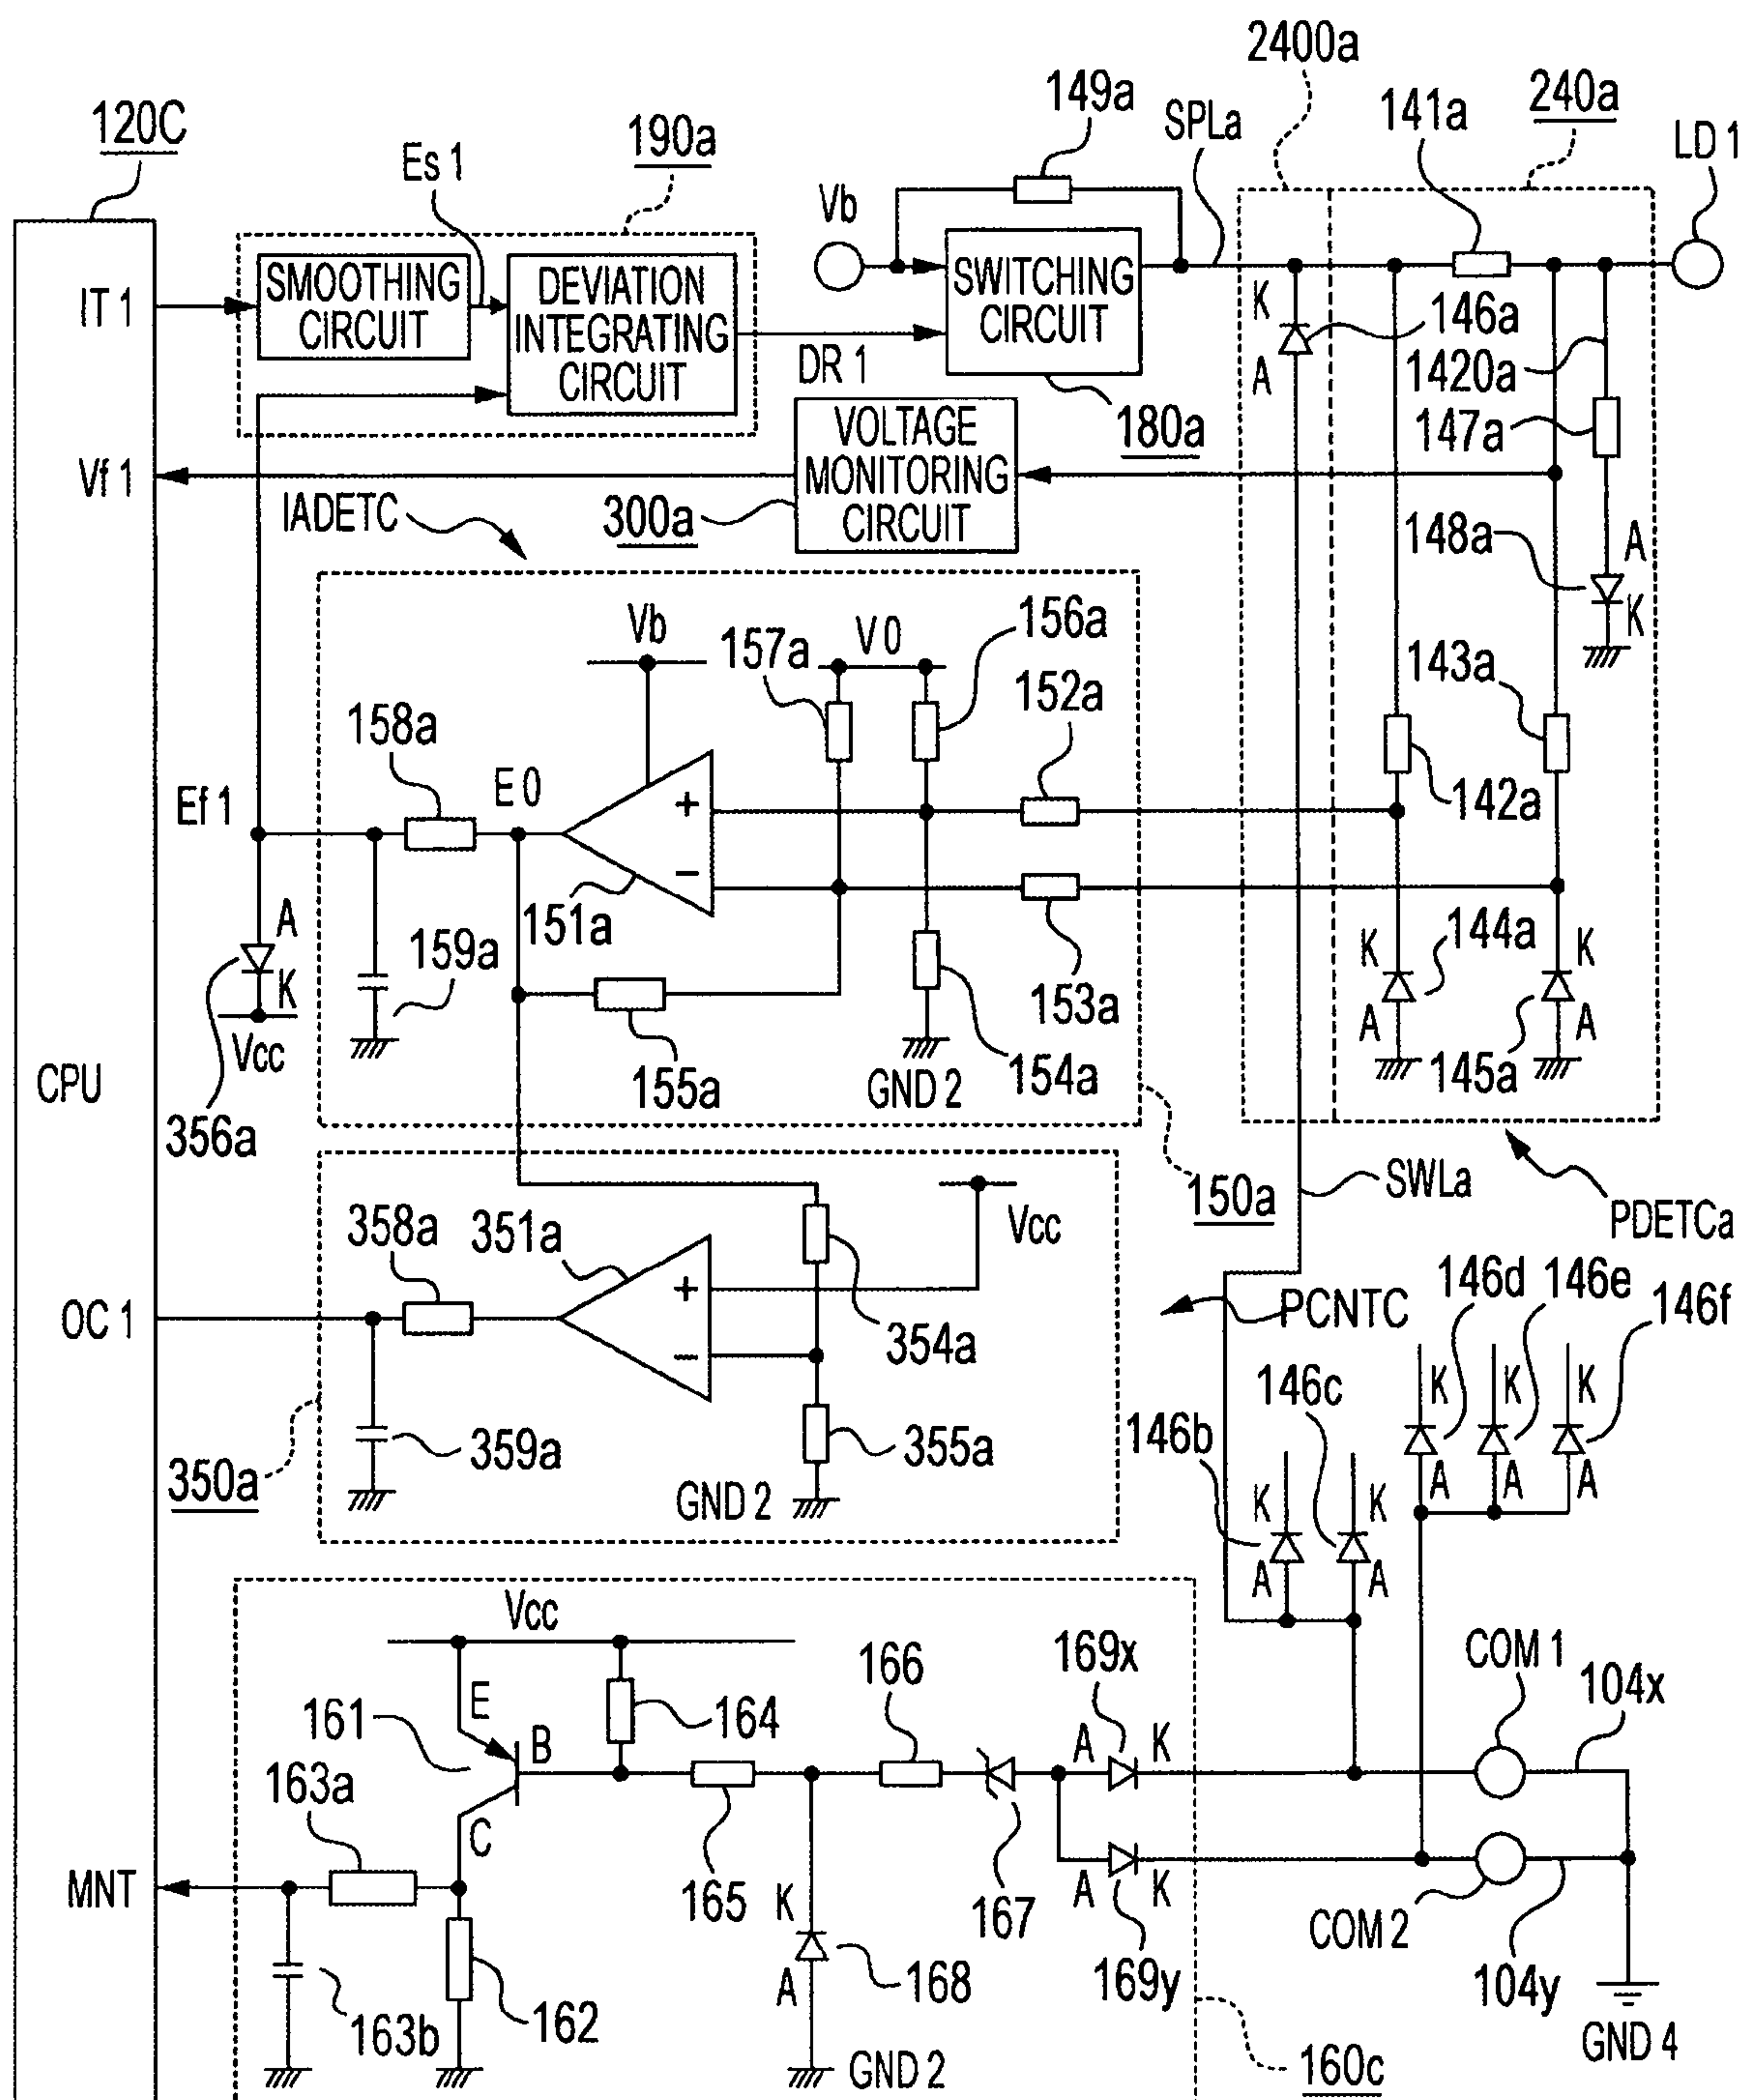 2400a
149a
SPLa
141a
240a
LD 1
120C
Es 1
190a
Vb
IT 1
SMOOTHING
CIRCUIT
DEVIATION
INTEGRATING
CIRCUIT
SWITCHING
CIRCUIT
K
A
146a
1420a
DR 1
180a
147a
Vf 1
VOLTAGE
MONITORING
CIRCUIT
IADETC
300a
148a
A
K
Vb
157a
V 0
156a
152a
143a
158a
E 0
Ef 1
+
−
142a
151a
A
K
159a
Vcc
153a
K
144a
A
K
145a
A
155a
GND 2
154a
CPU
356a
150a
SWLa
PDETCa
358a
351a
Vcc
+
−
OC 1
354a
PCNTC
146d
146e
146f
K
K
K
A
A
A
146c
146b
K
K
A
A
359a
355a
350a
GND 2
Vcc
E
161
B
C
164
166
169x
A
K
COM 1
104x
163a
MNT
165
K
A
168
167
A
K
169y
COM 2
104y
163b
162
GND 2
160c
GND 4